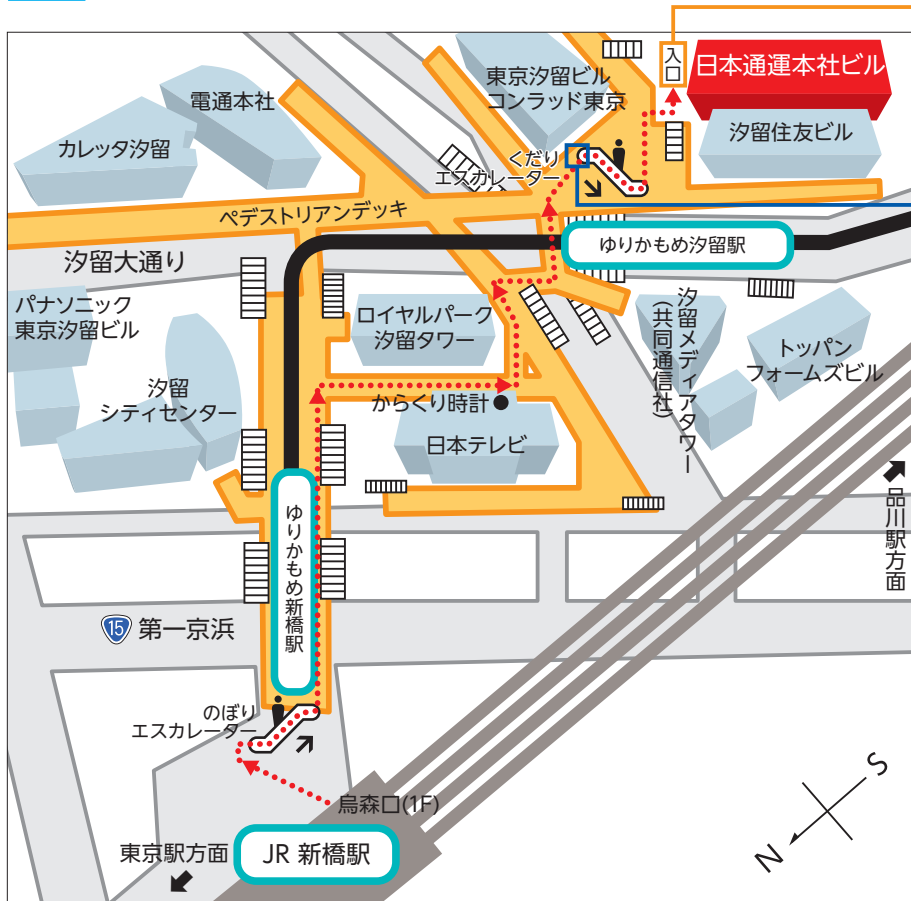 入口
日本通運本社ビル
東京汐留ビル
コンラッド東京
電通本社
汐留住友ビル
カレッタ汐留
くだり
エスカレーター
ペデストリアンデッキ
ゆりかもめ汐留駅
汐留大通り
パナソニック
東京汐留ビル
ロイヤルパーク
汐留タワー
汐留メディアタワー
(共同通信社)
トッパン
フォームズビル
汐留
シティセンター
からくり時計
日本テレビ
品川駅方面
ゆりかもめ新橋駅
15 第一京浜
のぼり
エスカレーター
烏森口(1F)
JR 新橋駅
東京駅方面
S
N